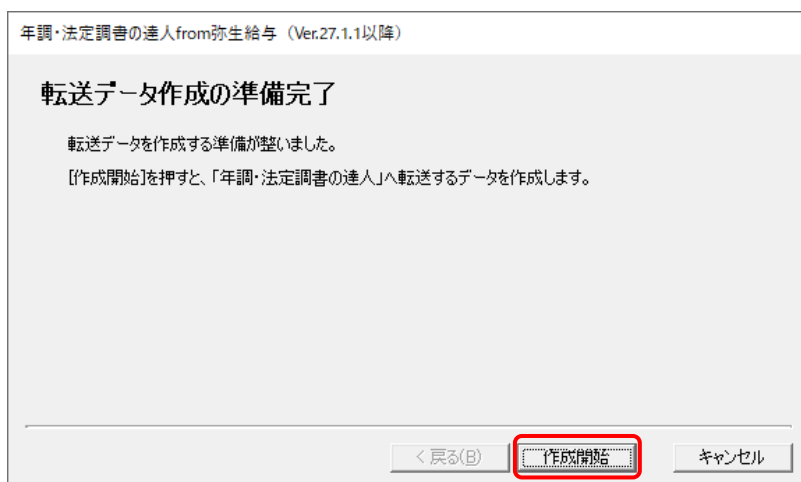 年調・法定調書の達人from弥生給与（Ver.27.1.1以降）
転送データ作成の準備完了
転送データを作成する準備が整いました。
[作成開始]を押すと、「年調・法定調書の達人」へ転送するデータを作成します。
< 戻る(B) 作成開始 キャンセル